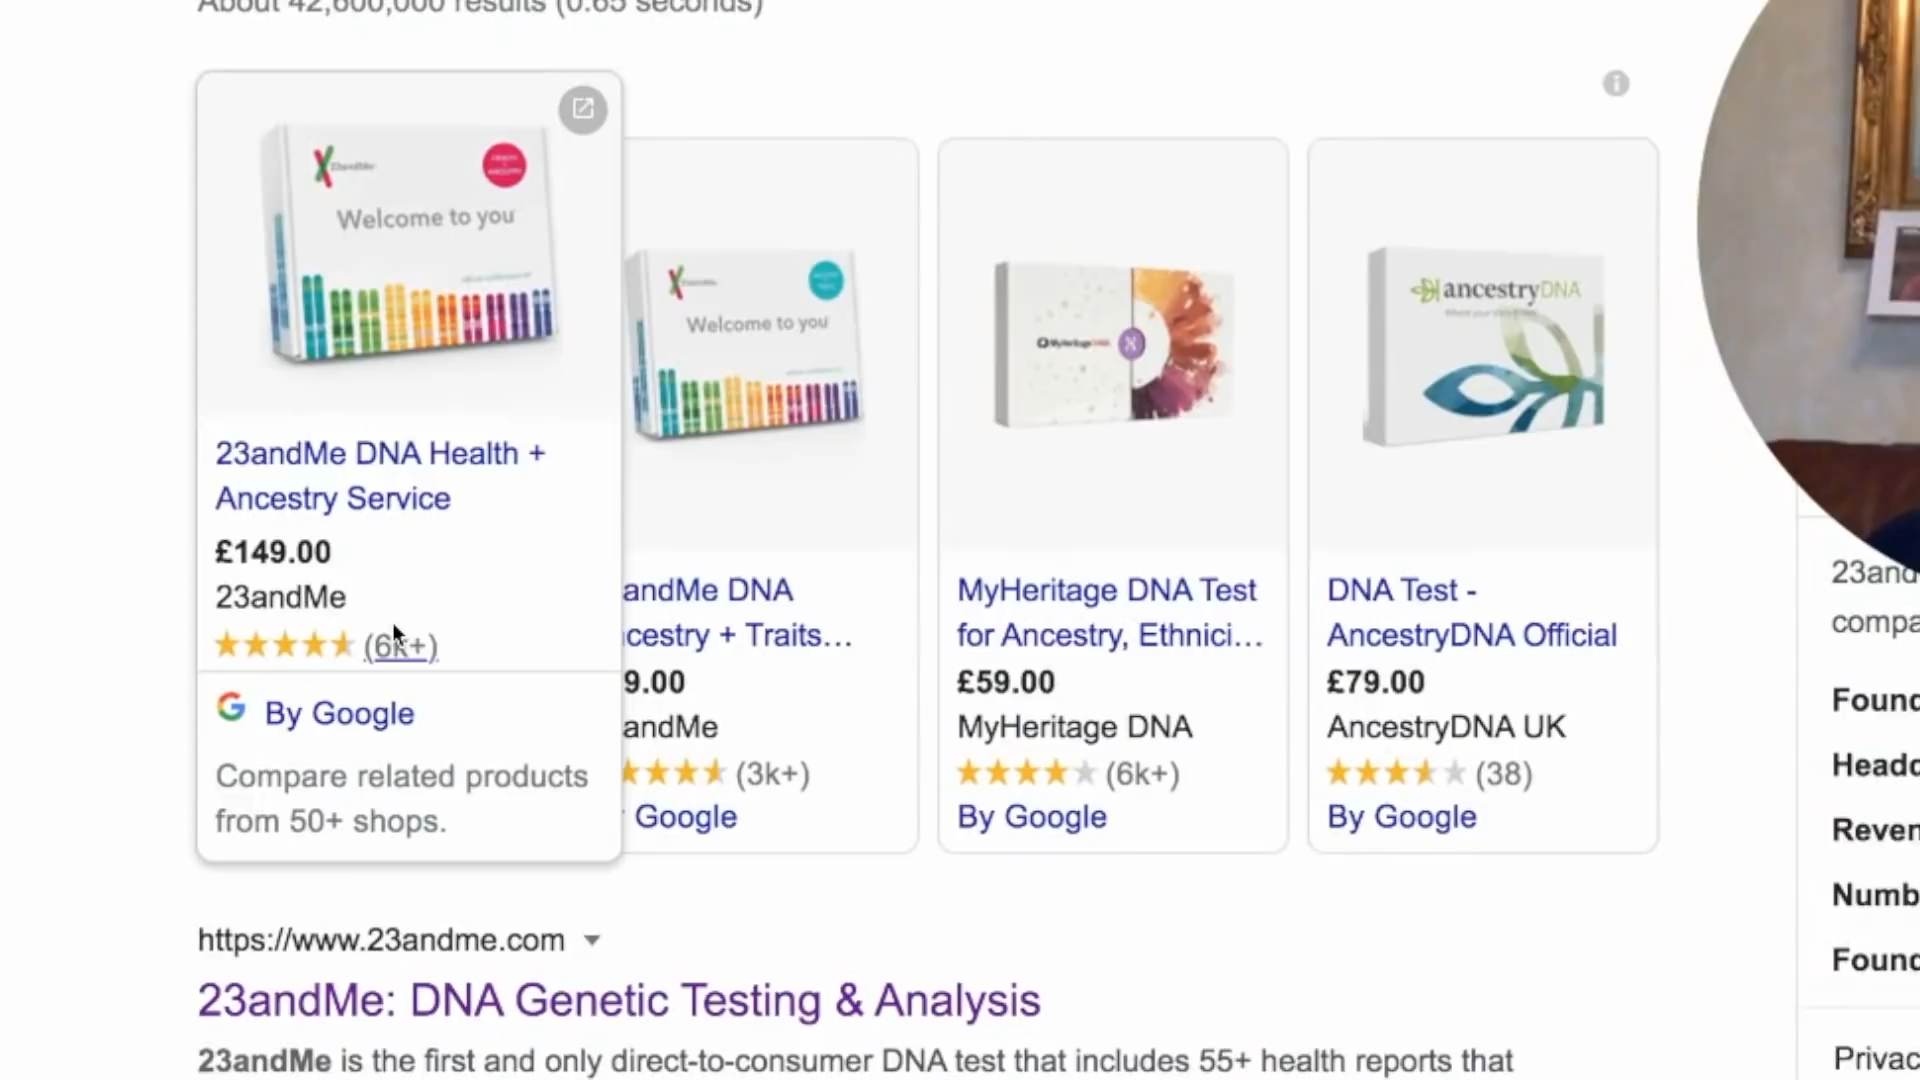 About 42,600,000 results (0.65 seconds)
23andMe
Welcome to you
23andMe DNA Health +
Ancestry Service
£149.00
23andMe
(6k+)
By Google
Compare related products
from 50+ shops.
Welcome to you
andMe DNA
cestry + Traits...
9.00
andMe
(3k+)
Google
MyHeritage DNA
MyHeritage DNA Test
for Ancestry, Ethnici...
£59.00
MyHeritage DNA
(6k+)
By Google
ancestryDNA
DNA Test -
AncestryDNA Official
£79.00
AncestryDNA UK
(38)
By Google
https://www.23andme.com
23andMe: DNA Genetic Testing & Analysis
23andMe is the first and only direct-to-consumer DNA test that includes 55+ health reports that
23and
compa
Found
Headq
Reven
Numb
Found
Privac